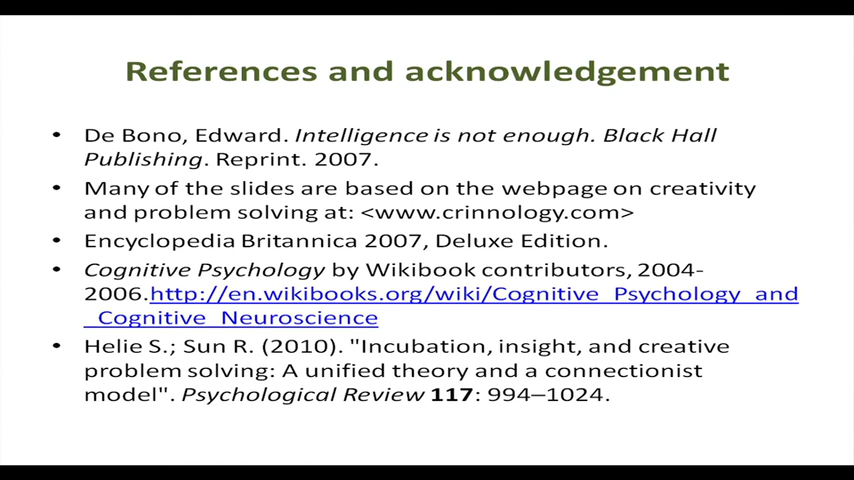 References and acknowledgement
• De Bono, Edward. Intelligence is not enough. Black Hall
Publishing. Reprint. 2007.
• Many of the slides are based on the webpage on creativity
and problem solving at: <www.crinnology.com>
• Encyclopedia Britannica 2007, Deluxe Edition.
• Cognitive Psychology by Wikibook contributors, 2004-
2006.http://en.wikibooks.org/wiki/Cognitive_Psychology_and
_Cognitive_Neuroscience
• Helie S.; Sun R. (2010). "Incubation, insight, and creative
problem solving: A unified theory and a connectionist
model". Psychological Review 117: 994–1024.